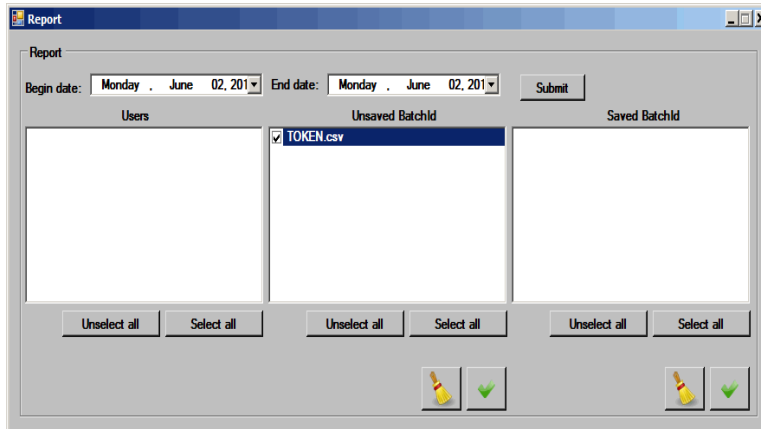 Report
Report
Begin date: Monday , June 02, 201 End date: Monday , June 02, 201 Submit
Users Unsaved BatchId Saved BatchId
TOKEN.csv
Unselect all Select all Unselect all Select all Unselect all Select all